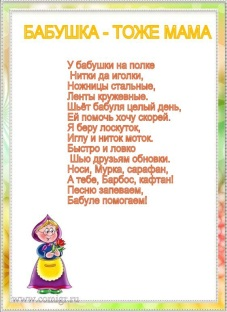 БАБУШКА - ТОЖЕ МАМА
У бабушки на полке
Нитки да иголки,
Ножницы стальные,
Ленты кружевные.
Шьёт бабуля целый день,
Ей помочь хочу скорей.
Я беру лоскуток,
Иглу и ниток моток.
Быстро и ловко
Шью друзьям обновки.
Носи, Мурка, сарафан,
А тебе, Барбос, кафтан!
Песню запеваем,
Бабуле помогаем!